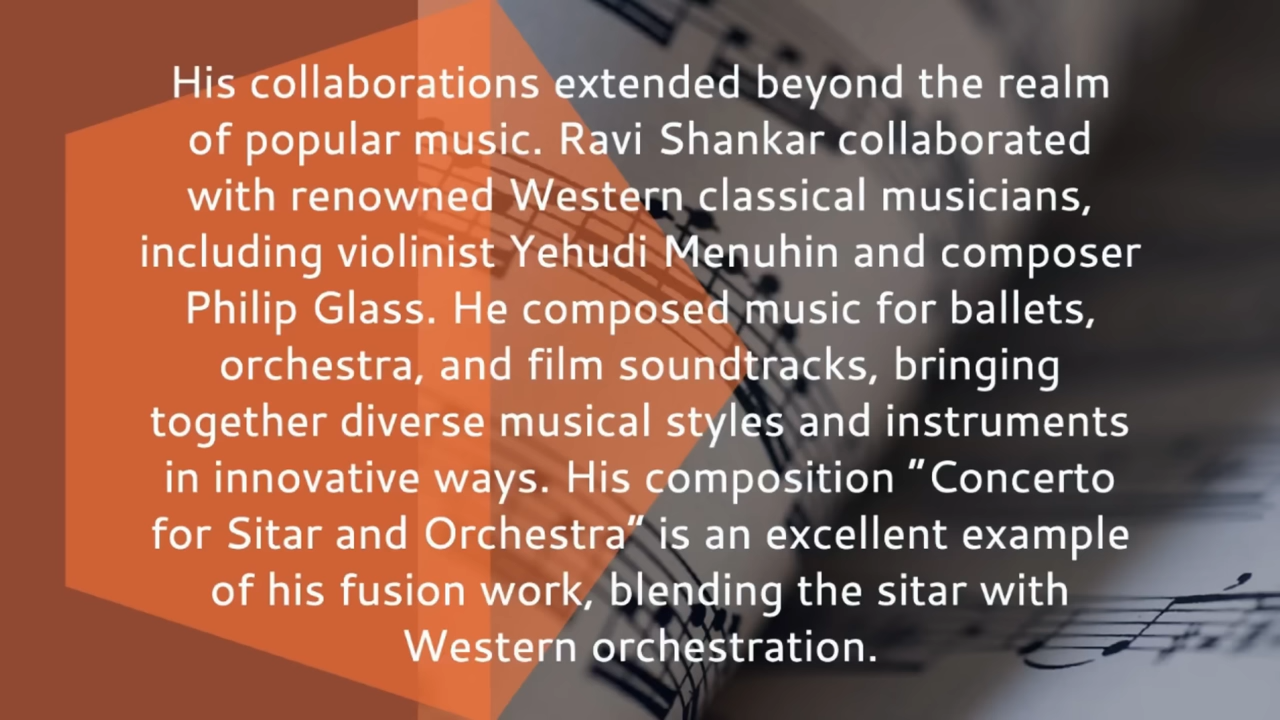 His collaborations extended beyond the realm
of popular music. Ravi Shankar collaborated
with renowned Western classical musicians,
including violinist Yehudi Menuhin and composer
Philip Glass. He composed music for ballets,
orchestra, and film soundtracks, bringing
together diverse musical styles and instruments
in innovative ways. His composition "Concerto
for Sitar and Orchestra" is an excellent example
of his fusion work, blending the sitar with
Western orchestration.